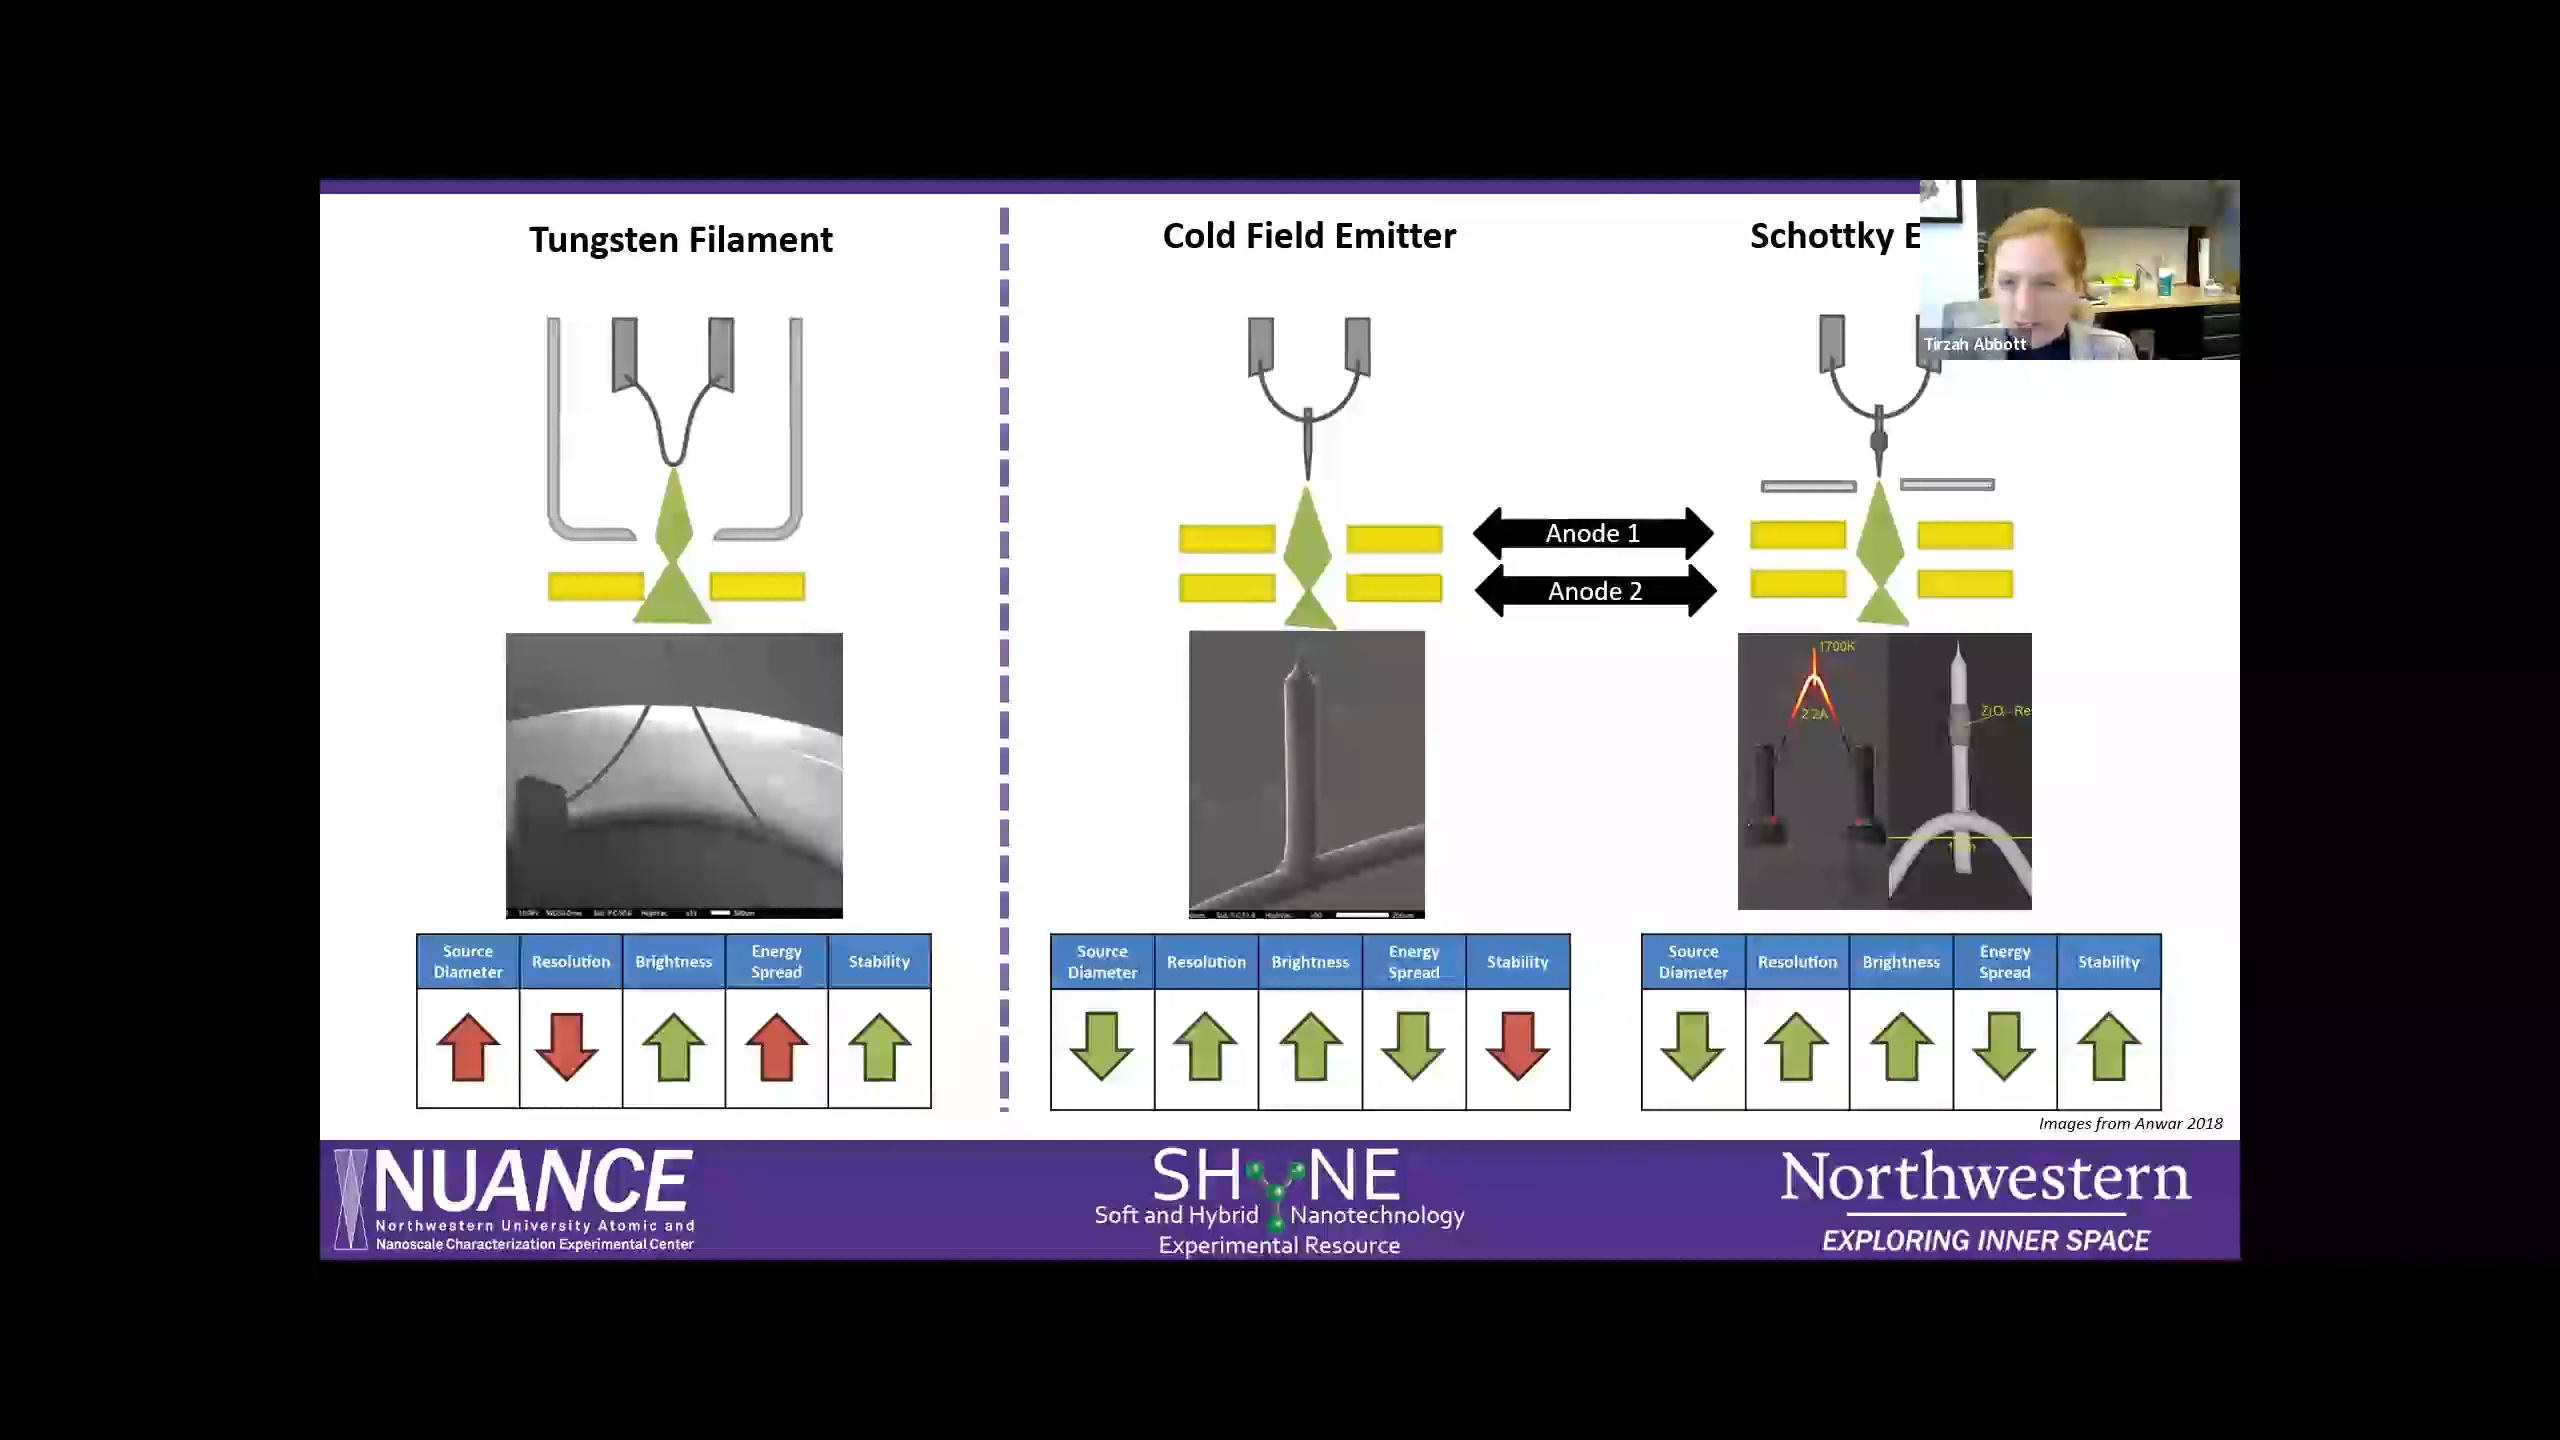 Tungsten Filament
Cold Field Emitter
Schottky E
Tirzah Abbott
Anode 1
Anode 2
1700K
2.2A
Source
Diameter
Resolution
Brightness
Energy
Spread
Stability
Source
Diameter
Resolution
Brightness
Energy
Spread
Stability
Source
Diameter
Resolution
Brightness
Energy
Spread
Stability
Images from Anwar 2018
NUANCE
Northwestern University Atomic and
Nanoscale Characterization Experimental Center
SHYNE
Soft and Hybrid Nanotechnology
Experimental Resource
Northwestern
EXPLORING INNER SPACE